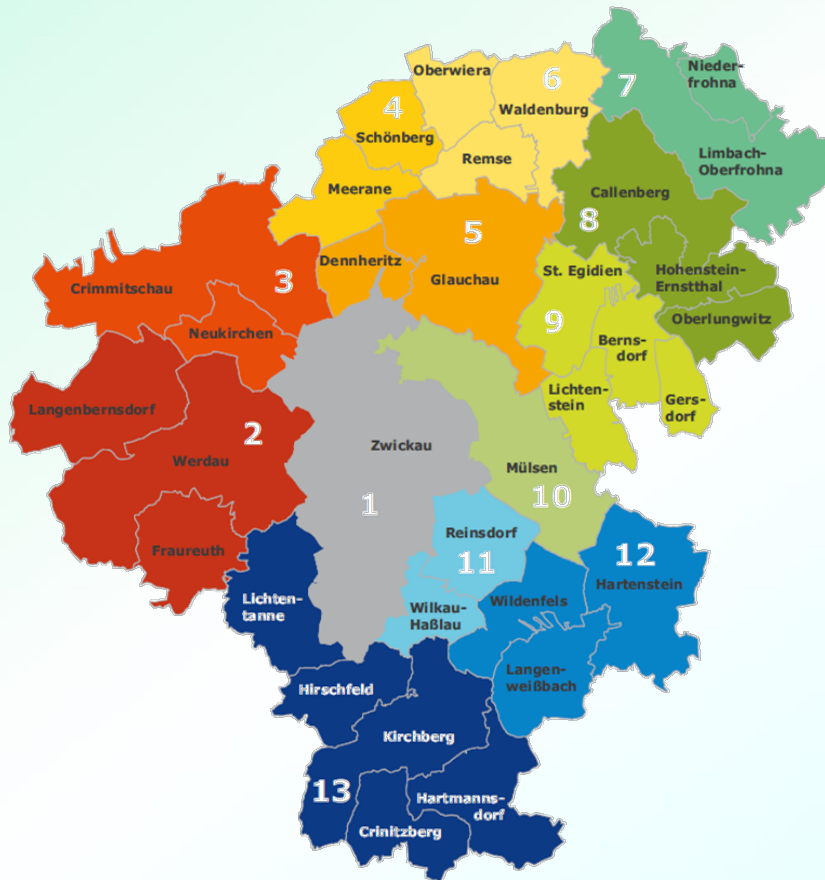 Oberwiera
6
Waldenburg
7
Nieder-
frohna
4
Schönberg
Remse
Limbach-
Oberfrohna
Meerane
Callenberg
8
5
Dennheritz
Glauchau
St. Egidien
Hohenstein-
Ernstthal
3
Crimmitschau
Neukirchen
9
Oberlungwitz
Berns-
dorf
Lichten-
stein
Gers-
dorf
Langenbernsdorf
2
Werdau
Zwickau
Mülsen
10
1
Fraureuth
Reinsdorf
11
12
Hartenstein
Lichten-
tanne
Wilkau-
Haßlau
Wildenfels
Langen-
weißbach
Hirschfeld
Kirchberg
13
Hartmanns-
dorf
Crinitzberg